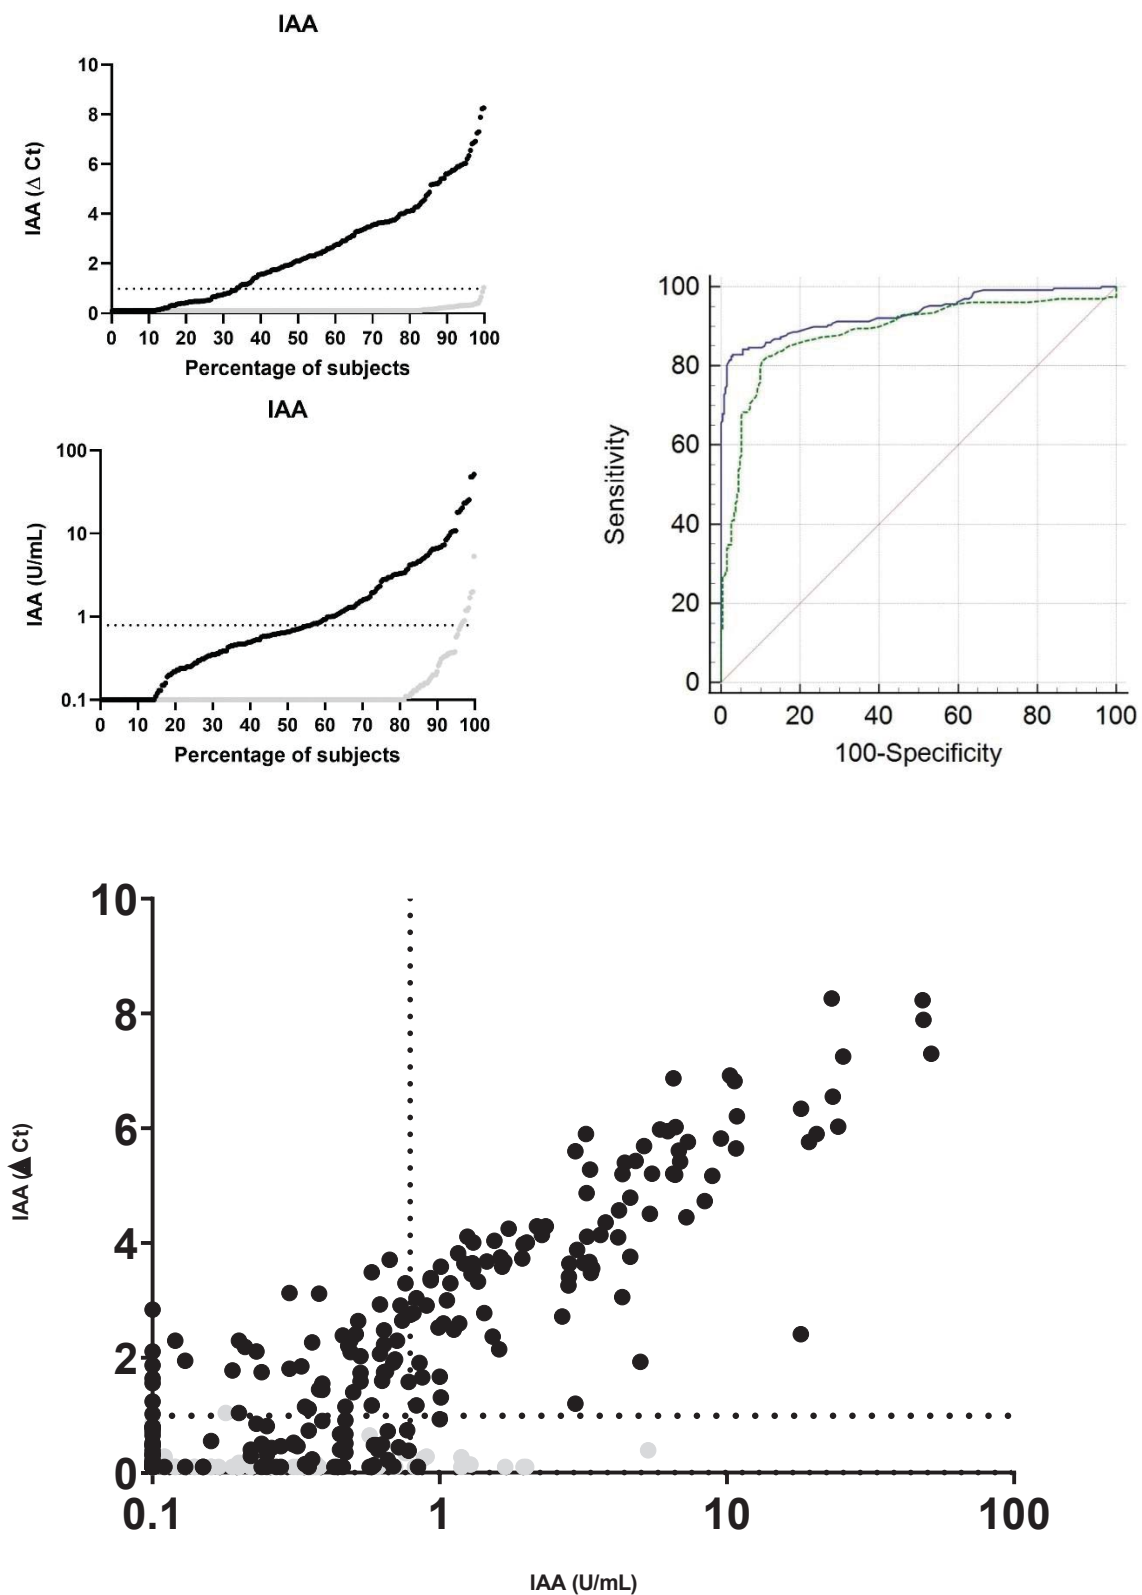 IAA
10
8
6
4
2
0
IAA (Δ Ct)
0 10 20 30 40 50 60 70 80 90 100
Percentage of subjects
IAA
100
10
1
0.1
IAA (U/mL)
0 10 20 30 40 50 60 70 80 90 100
Percentage of subjects
100
80
60
40
20
0
Sensitivity
0 20 40 60 80 100
100-Specificity
10
8
6
4
2
0
IAA (▲ Ct)
0.1 1 10 100
IAA (U/mL)